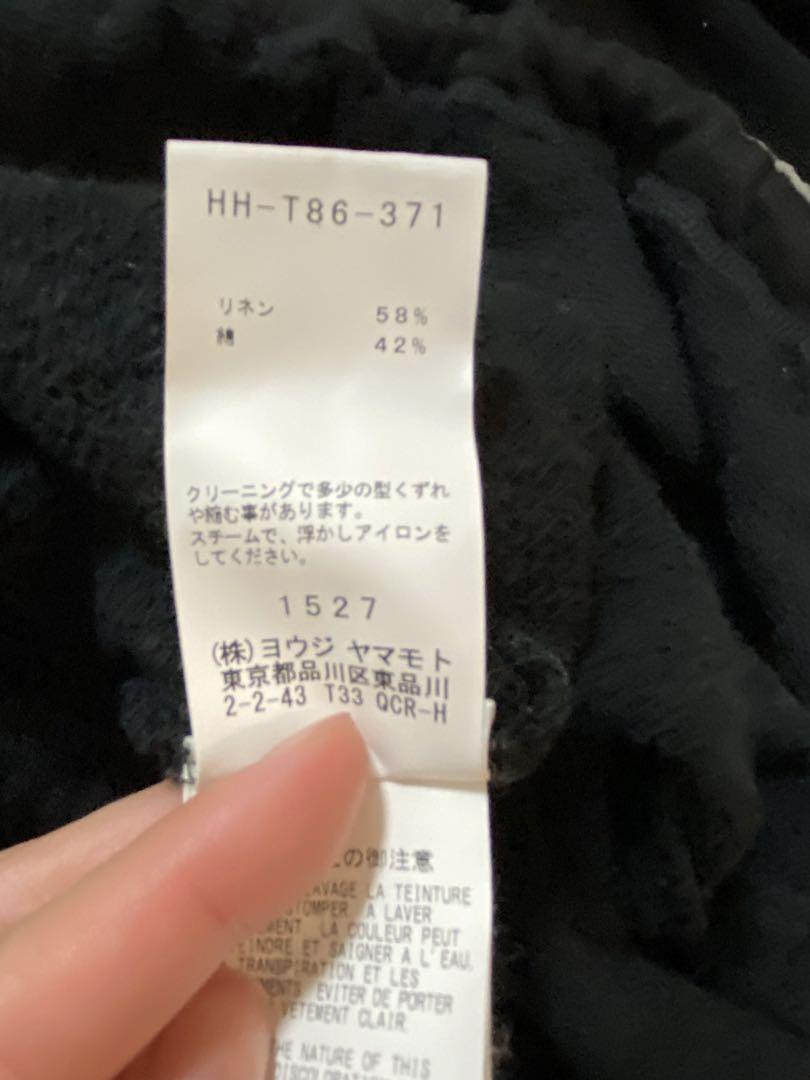 HH-T86-371
リネン 58%
綿 42%
クリーニングで多少の型くずれ
や縮む事があります。
スチームで、浮かしアイロンを
してください。
1527
(株)ヨウジ ヤマモト
東京都品川区東品川
2-2-43 T33 QCR-H
の御注意
LA TEINTURE
A LAVER
LA COULEUR PEUT
ET SAIGNER A L'EAU.
TRANSPIRATION ET LES
EVITER DE PORTER
VETEMENT CLAIR.
NATURE OF THIS